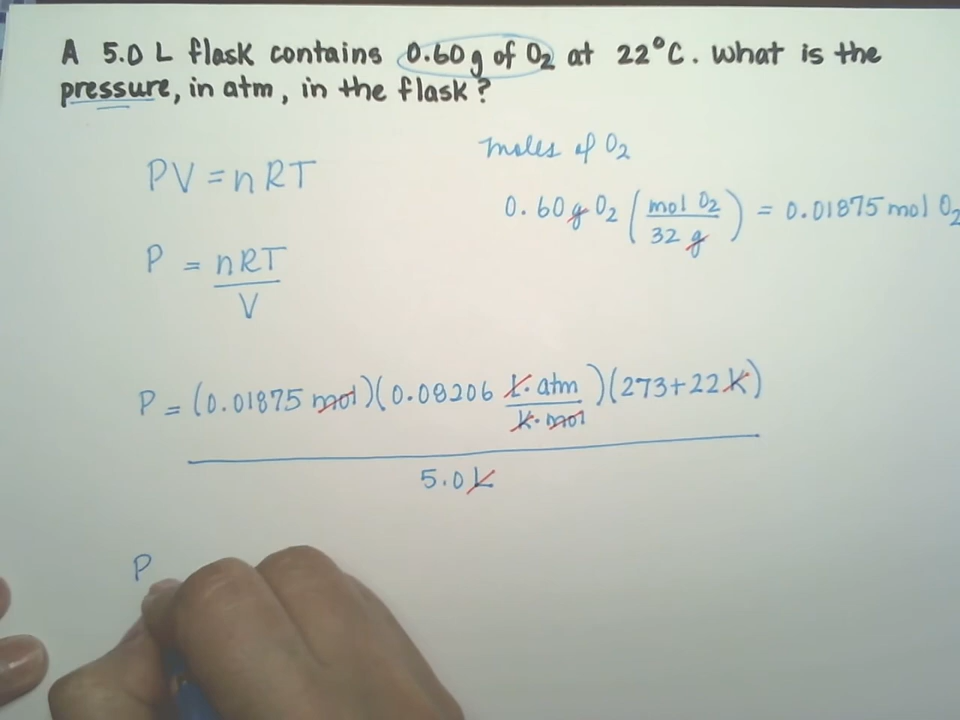 A 5.0 L flask contains 0.60 g of O₂ at 22°C. What is the
pressure, in atm, in the flask?
moles of O₂
PV = nRT
0.60 g O₂ (mol O₂ / 32 g) = 0.01875 mol O₂
P = nRT / V
P = (0.01875 mol)(0.08206 L·atm / K·mol)(273+22 K)
5.0 L
P